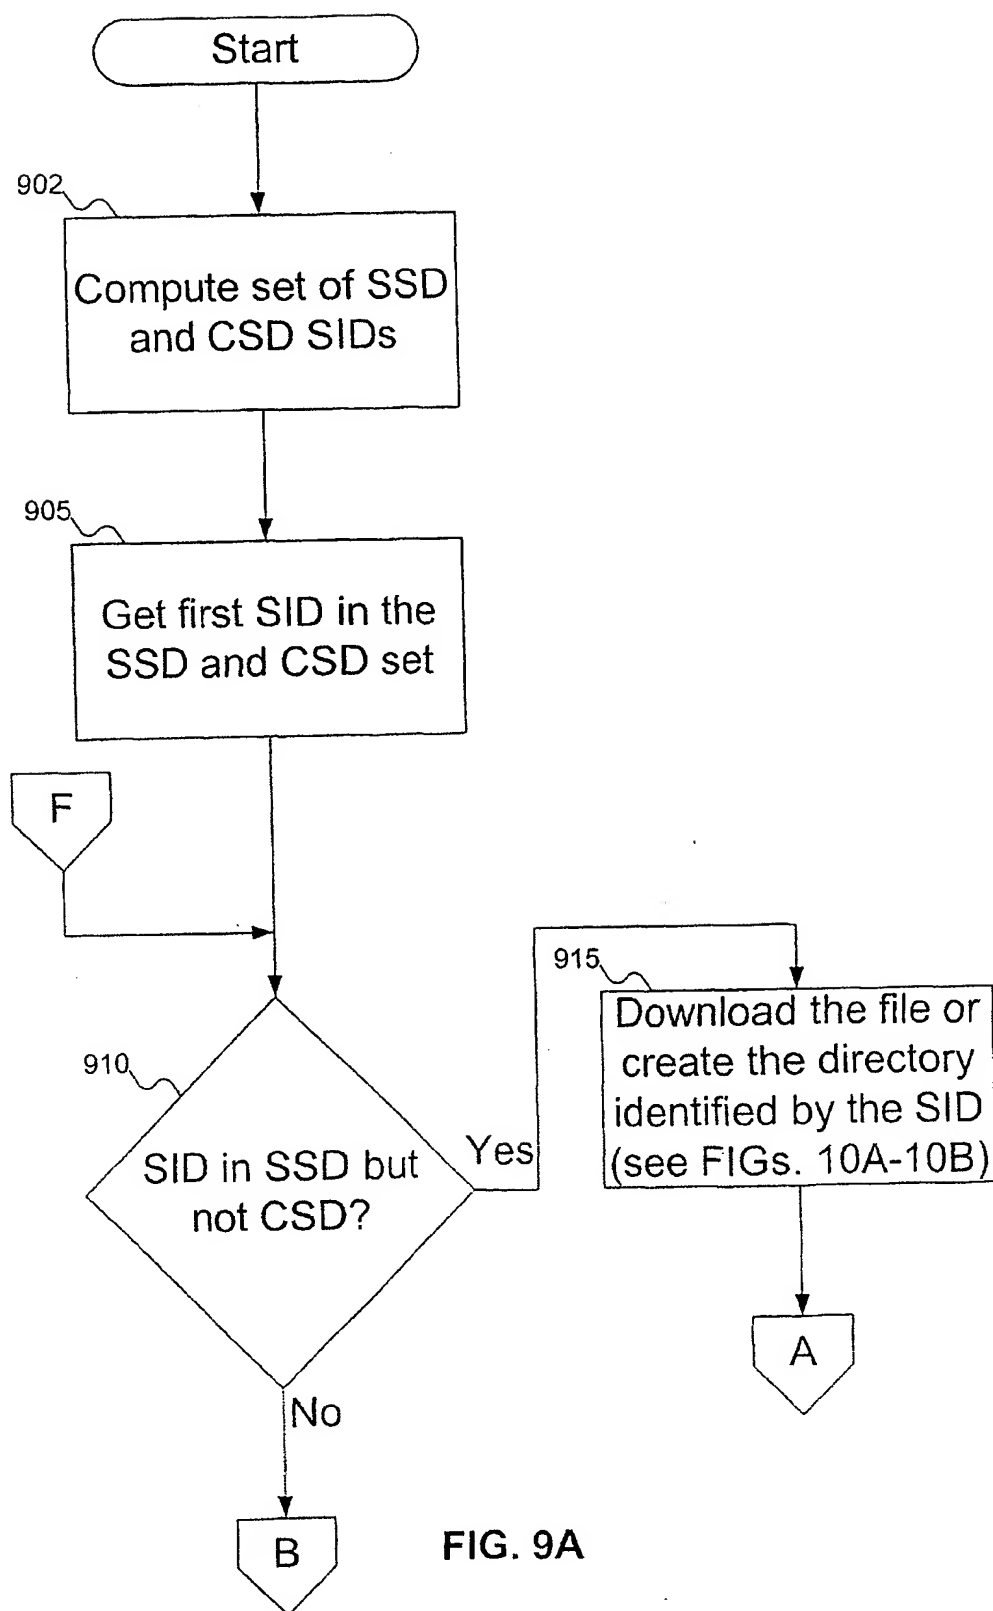 Start
902
Compute set of SSD
and CSD SIDs
905
Get first SID in the
SSD and CSD set
F
910
SID in SSD but
not CSD?
Yes
915
Download the file or
create the directory
identified by the SID
(see FIGs. 10A-10B)
A
No
B
FIG. 9A